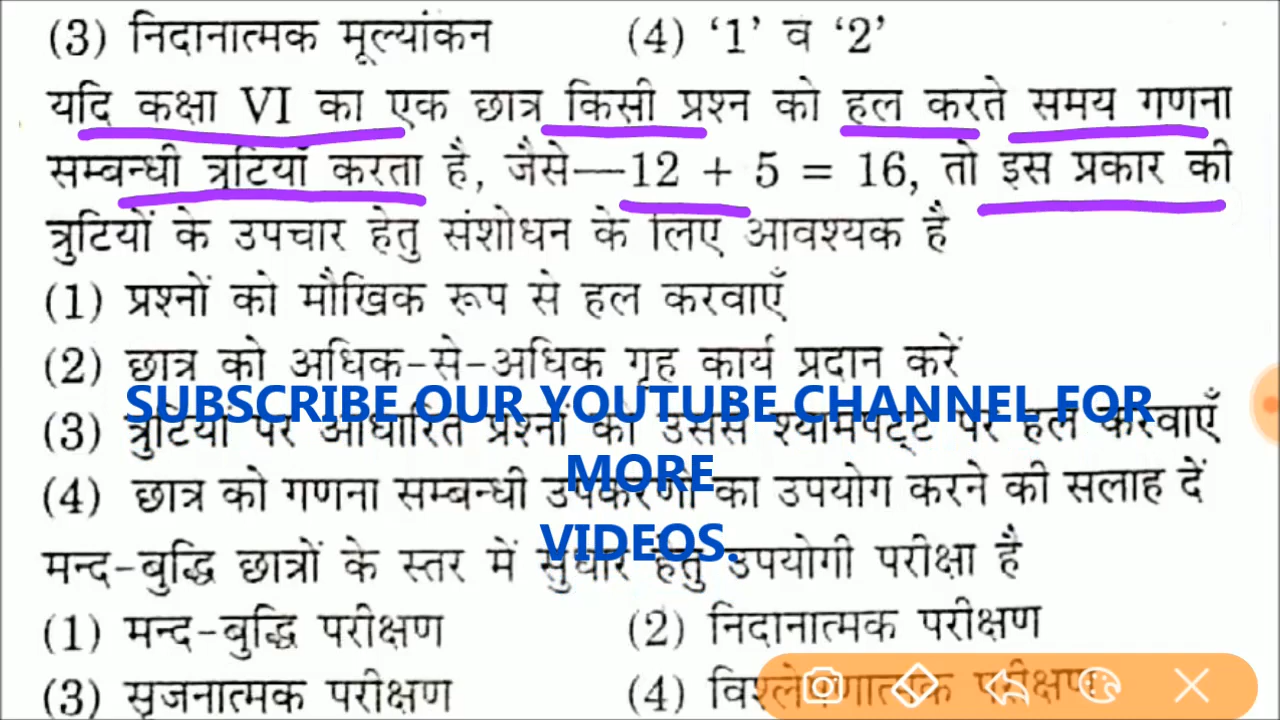 (3) निदानात्मक मूल्यांकन (4) ‘1’ व ‘2’
यदि कक्षा VI का एक छात्र किसी प्रश्न को हल करते समय गणना
सम्बन्धी त्रुटियाँ करता है, जैसे—12 + 5 = 16, तो इस प्रकार की
त्रुटियों के उपचार हेतु संशोधन के लिए आवश्यक है
(1) प्रश्नों को मौखिक रूप से हल करवाएँ
(2) छात्र को अधिक-से-अधिक गृह कार्य प्रदान करें
SUBSCRIBE OUR YOUTUBE CHANNEL FOR
(3) त्रुटियों पर आधारित प्रश्नों को उससे श्यामपट्ट पर हल करवाएँ
MORE
(4) छात्र को गणना सम्बन्धी उपकरणों का उपयोग करने की सलाह दें
VIDEOS.
मन्द-बुद्धि छात्रों के स्तर में सुधार हेतु उपयोगी परीक्षा है
(1) मन्द-बुद्धि परीक्षण (2) निदानात्मक परीक्षण
(3) सृजनात्मक परीक्षण (4) विश्लेषणात्मक परीक्षण